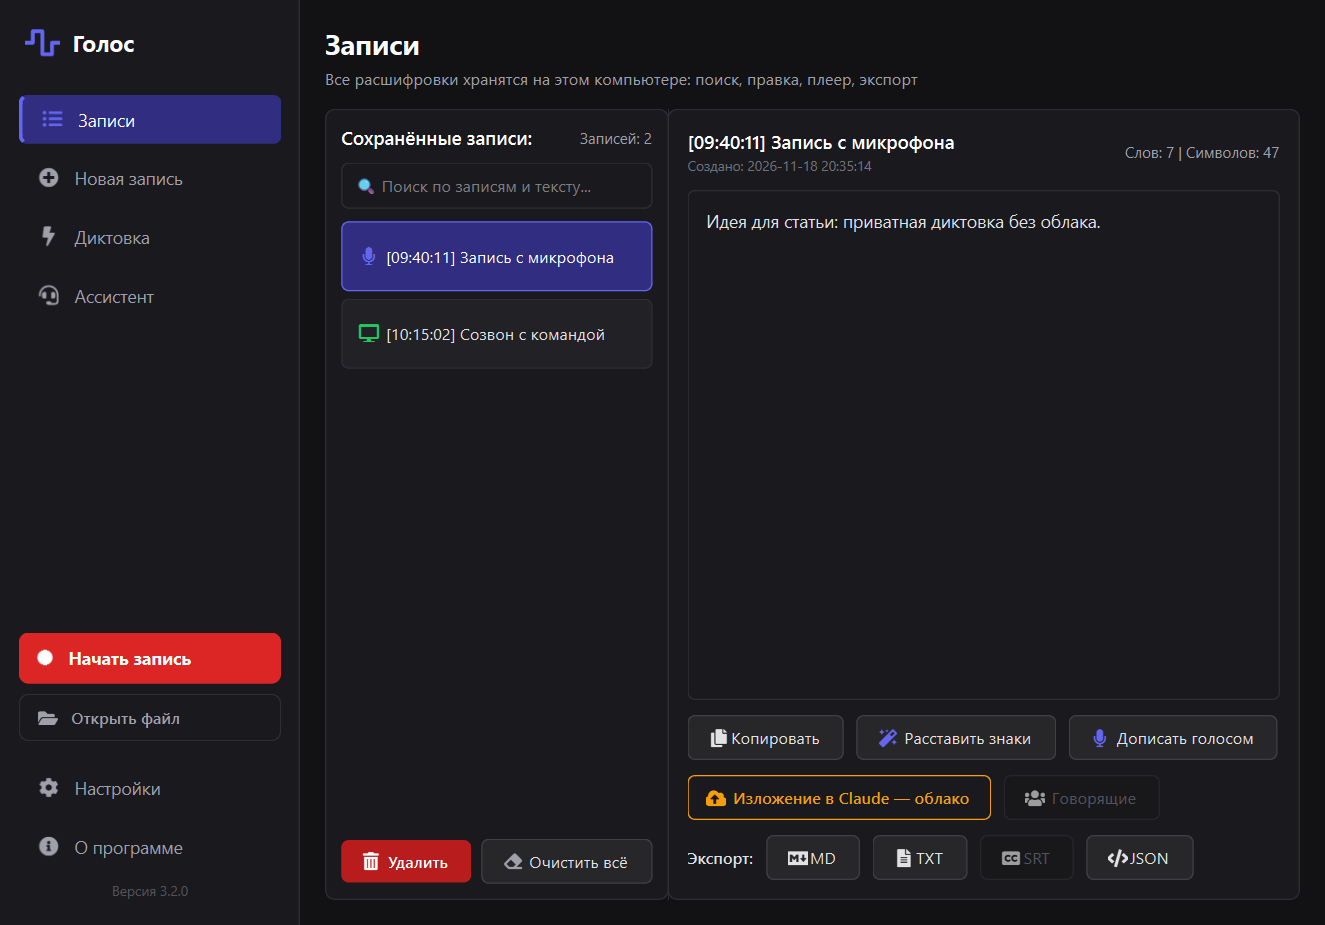 Голос
Записи
Новая запись
Диктовка
Ассистент
Начать запись
Открыть файл
Настройки
О программе
Версия 3.2.0
Записи
Все расшифровки хранятся на этом компьютере: поиск, правка, плеер, экспорт
Сохранённые записи:
Записей: 2
Поиск по записям и тексту...
[09:40:11] Запись с микрофона
[10:15:02] Созвон с командой
Удалить
Очистить всё
[09:40:11] Запись с микрофона
Создано: 2026-11-18 20:35:14
Слов: 7 | Символов: 47
Идея для статьи: приватная диктовка без облака.
Копировать
Расставить знаки
Дописать голосом
Изложение в Claude — облако
Говорящие
Экспорт:
MD
TXT
CC SRT
JSON